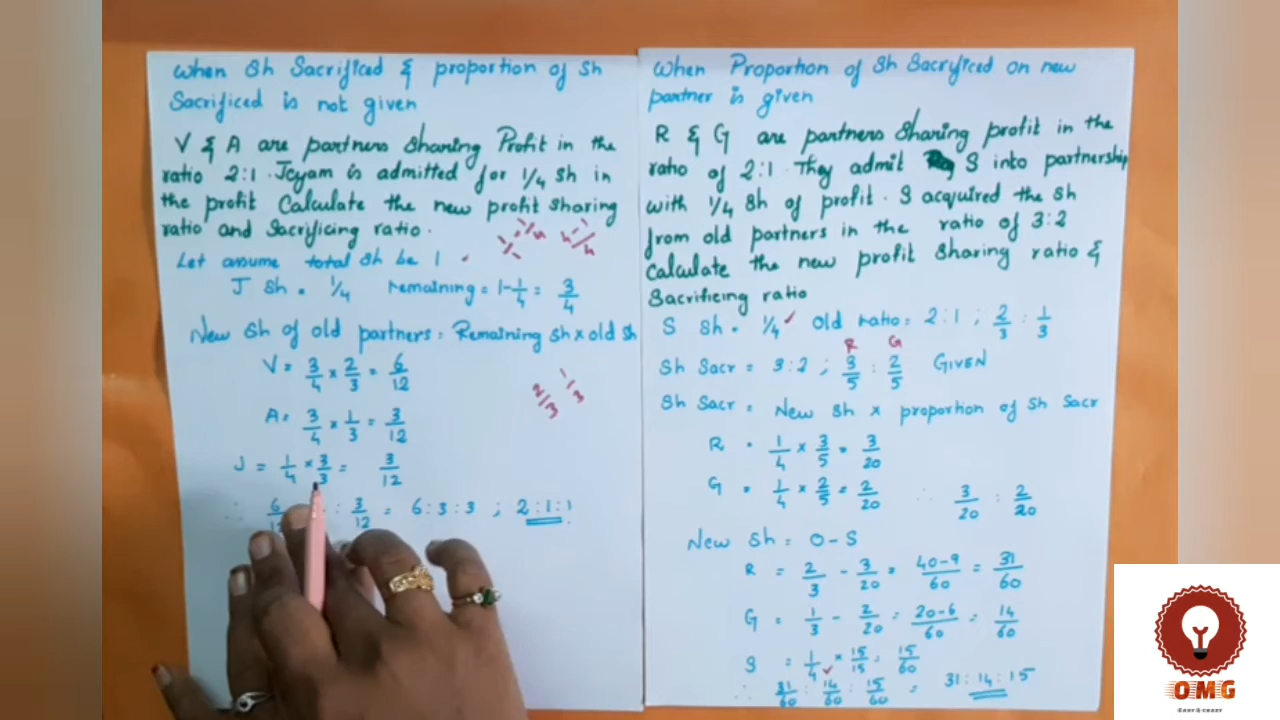 When Sh Sacrificed & proportion of Sh
Sacrificed is not given
V & A are partners Sharing Profit in the
ratio 2:1. Jcyam is admitted for 1/4 Sh in
the profit Calculate the new profit Sharing
ratio and Sacrificing ratio.
Let assume total Sh be 1
J Sh = 1/4 remaining = 1-1/4 = 3/4
New Sh of old partners = Remaining Sh x old Sh
V = 3/4 x 2/3 = 6/12
2/3 1/3
A = 3/4 x 1/3 = 3/12
J = 1/4 x 3/3 = 3/12
: 3/12 = 6:3:3 ; 2:1:1
When Proportion of Sh Sacrificed on new
partner is given
R & G are partners Sharing profit in the
ratio of 2:1. They admit S into partnership
with 1/4 Sh of profit. S acquired the Sh
from old partners in the ratio of 3:2
Calculate the new profit Sharing ratio &
Sacrificing ratio
S Sh = 1/4 ✓ Old ratio = 2:1 ; 2/3 : 1/3
R G
Sh Sacr = 3:2 ; 3/5 : 2/5 GIVEN
Sh Sacr = New Sh x proportion of Sh Sacr
R = 1/4 x 3/5 = 3/20
G = 1/4 x 2/5 = 2/20 ∴ 3/20 : 2/20
New Sh = O-S
R = 2/3 - 3/20 = 40-9/60 = 31/60
G = 1/3 - 2/20 = 20-6/60 = 14/60
S = 1/4 x 15/15 = 15/60
∴ 31/60 : 14/60 : 15/60 = 31:14:15
OMG